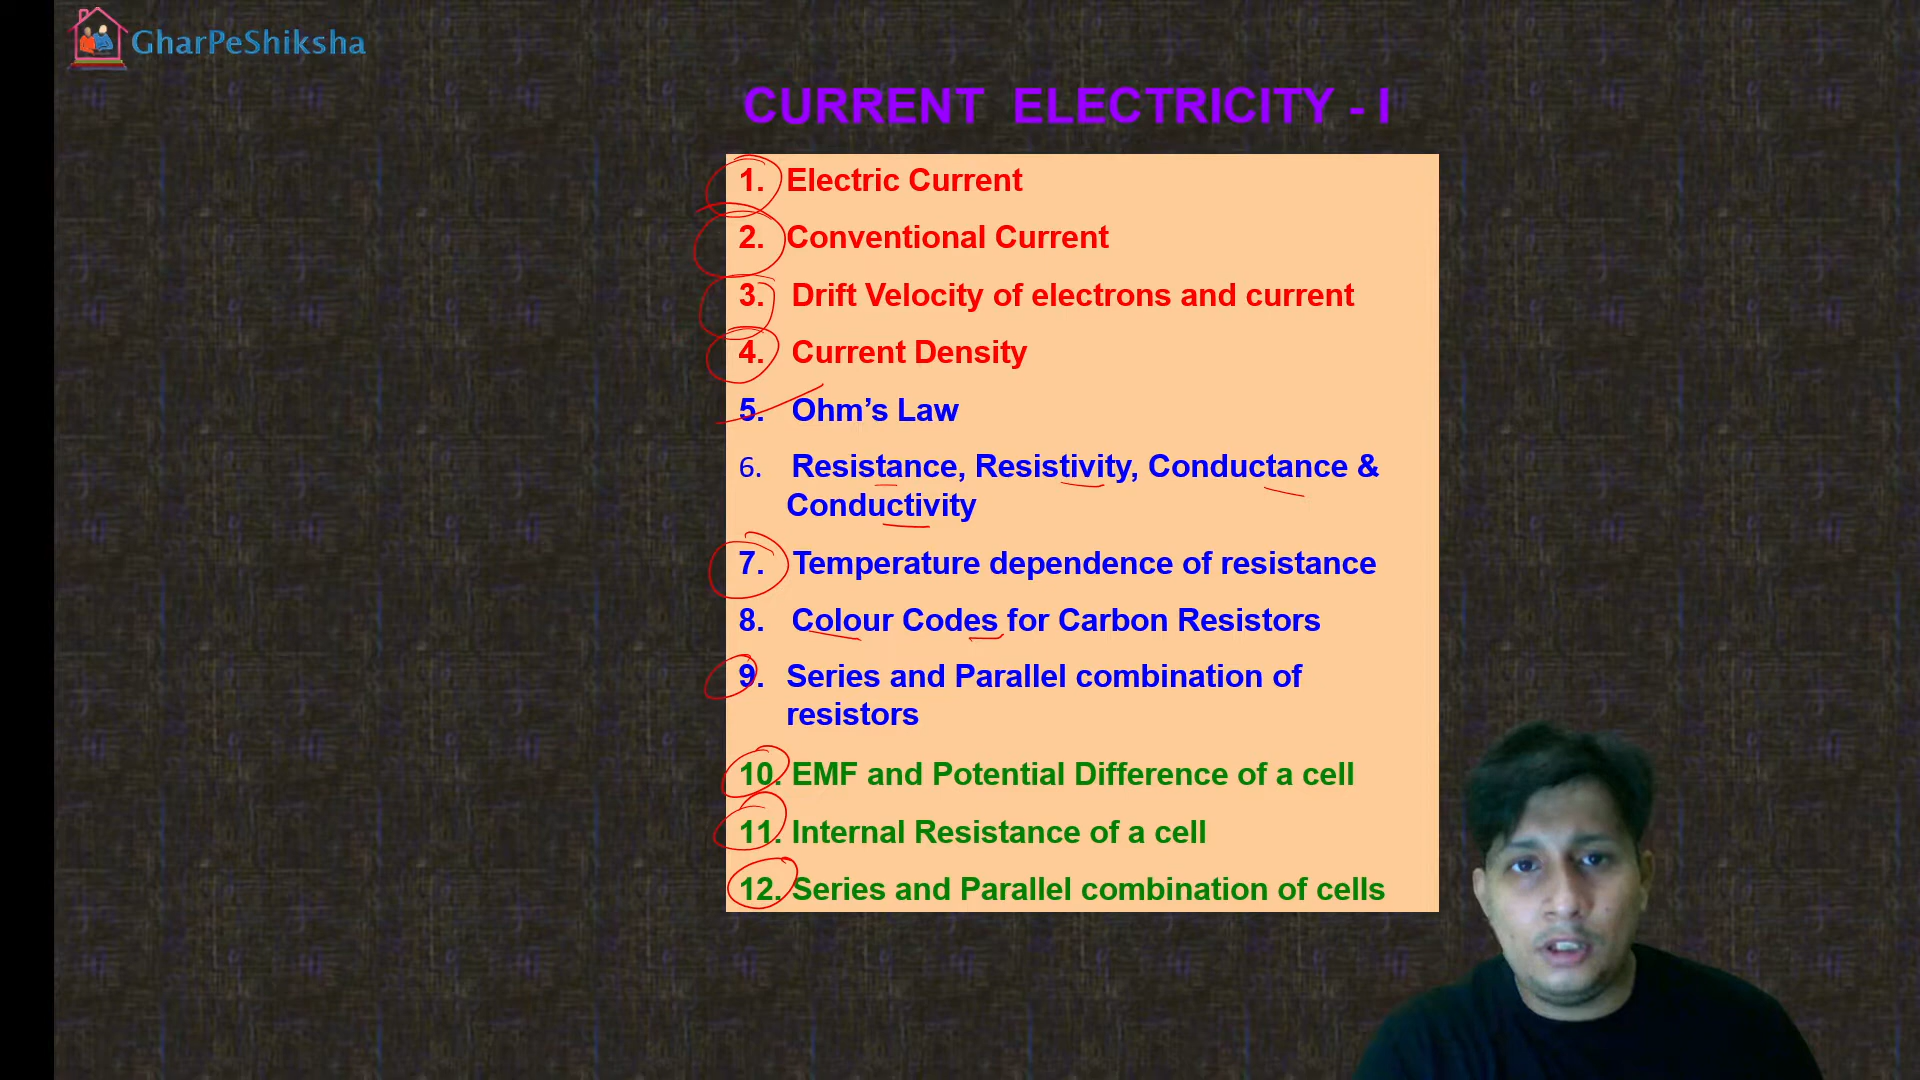 GharPeShiksha
CURRENT ELECTRICITY - I
1. Electric Current
2. Conventional Current
3. Drift Velocity of electrons and current
4. Current Density
5. Ohm’s Law
6. Resistance, Resistivity, Conductance &
Conductivity
7. Temperature dependence of resistance
8. Colour Codes for Carbon Resistors
9. Series and Parallel combination of
resistors
10. EMF and Potential Difference of a cell
11. Internal Resistance of a cell
12. Series and Parallel combination of cells